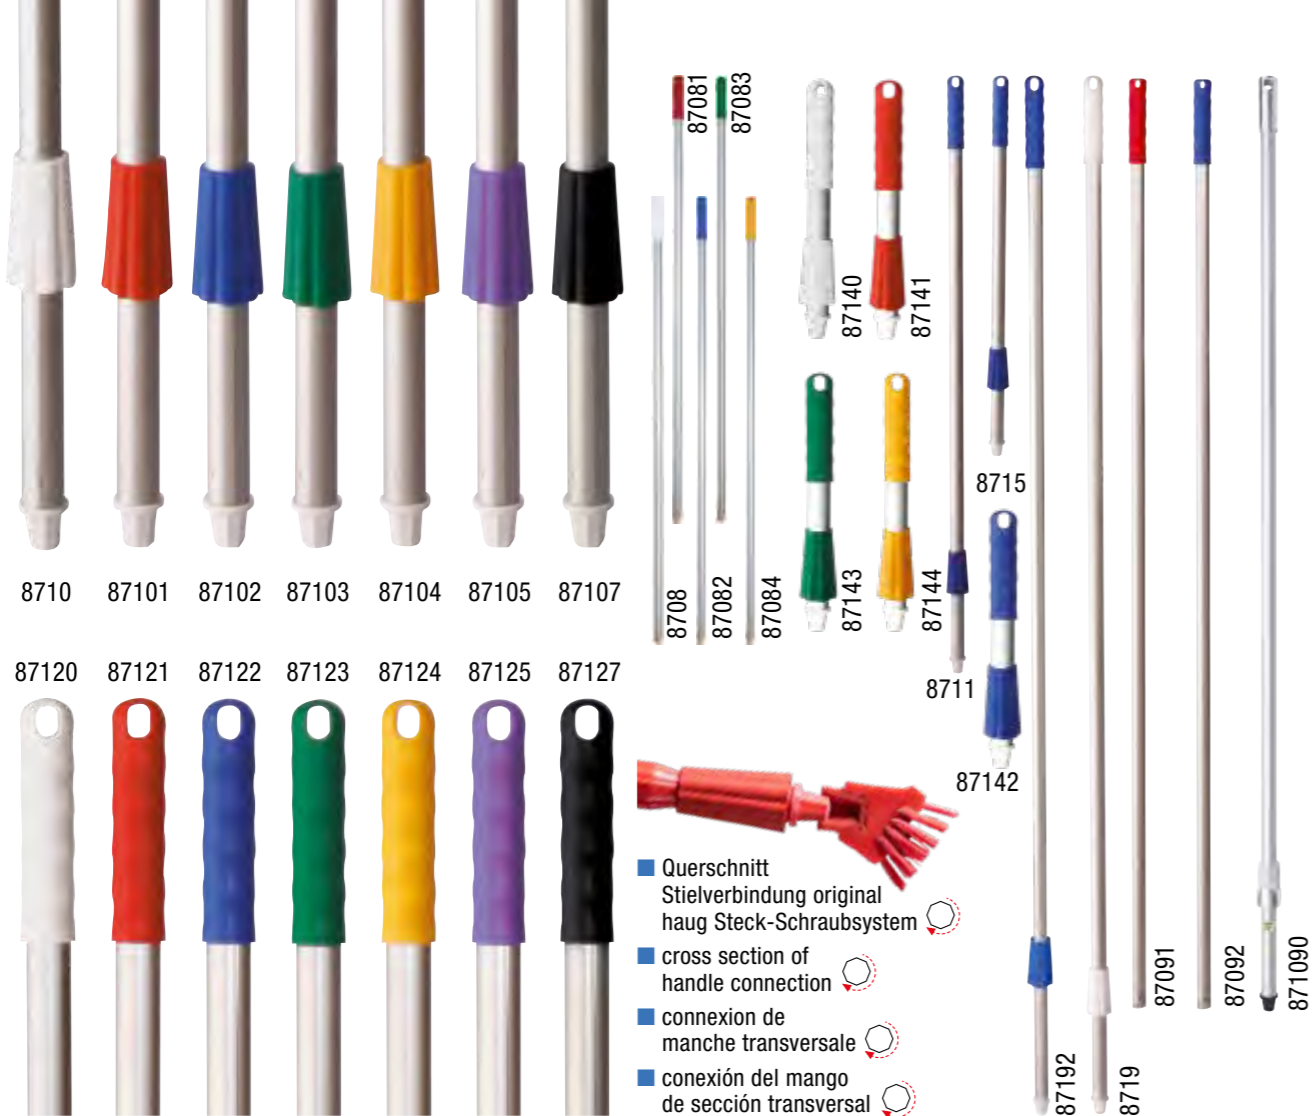 8710 87101 87102 87103 87104 87105 87107
87120 87121 87122 87123 87124 87125 87127
87081
87083
8708
87082
87084
87140
87141
87143
87144
8715
8711
87142
Querschnitt
Stielverbindung original
haug Steck-Schraubsystem
cross section of
handle connection
connexion de
manche transversale
conexión del mango
de sección transversal
87192
8719
87091
87092
871090